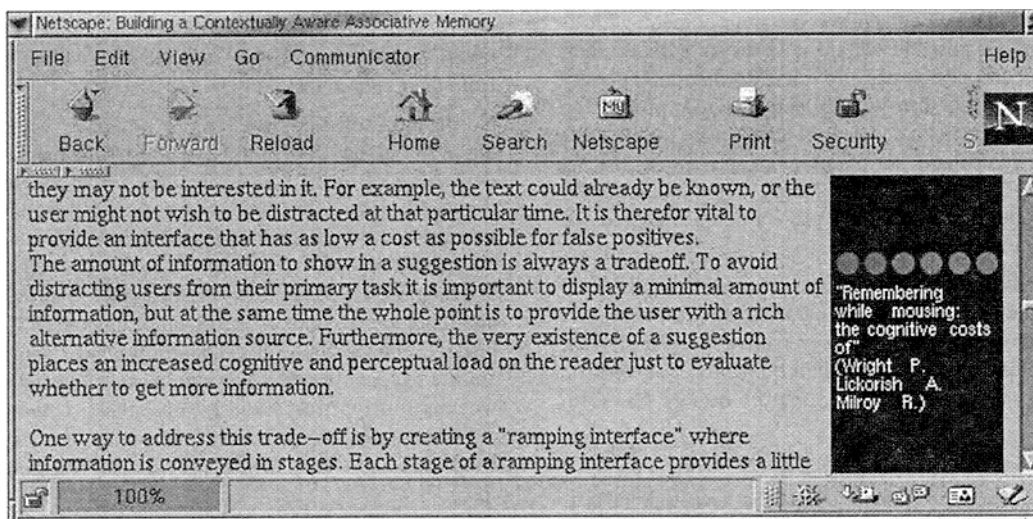 Netscape: Building a Contextually Aware Associative Memory
File Edit View Go Communicator Help
My
N
Back Forward Reload Home Search Netscape Print Security S
they may not be interested in it. For example, the text could already be known, or the
user might not wish to be distracted at that particular time. It is therefor vital to
provide an interface that has as low a cost as possible for false positives.
The amount of information to show in a suggestion is always a tradeoff. To avoid
distracting users from their primary task it is important to display a minimal amount of
information, but at the same time the whole point is to provide the user with a rich
alternative information source. Furthermore, the very existence of a suggestion
places an increased cognitive and perceptual load on the reader just to evaluate
whether to get more information.
One way to address this trade-off is by creating a "ramping interface" where
information is conveyed in stages. Each stage of a ramping interface provides a little
"Remembering
while mousing:
the cognitive costs
of"
(Wright P.
Lickorish A.
Milroy R.)
100%